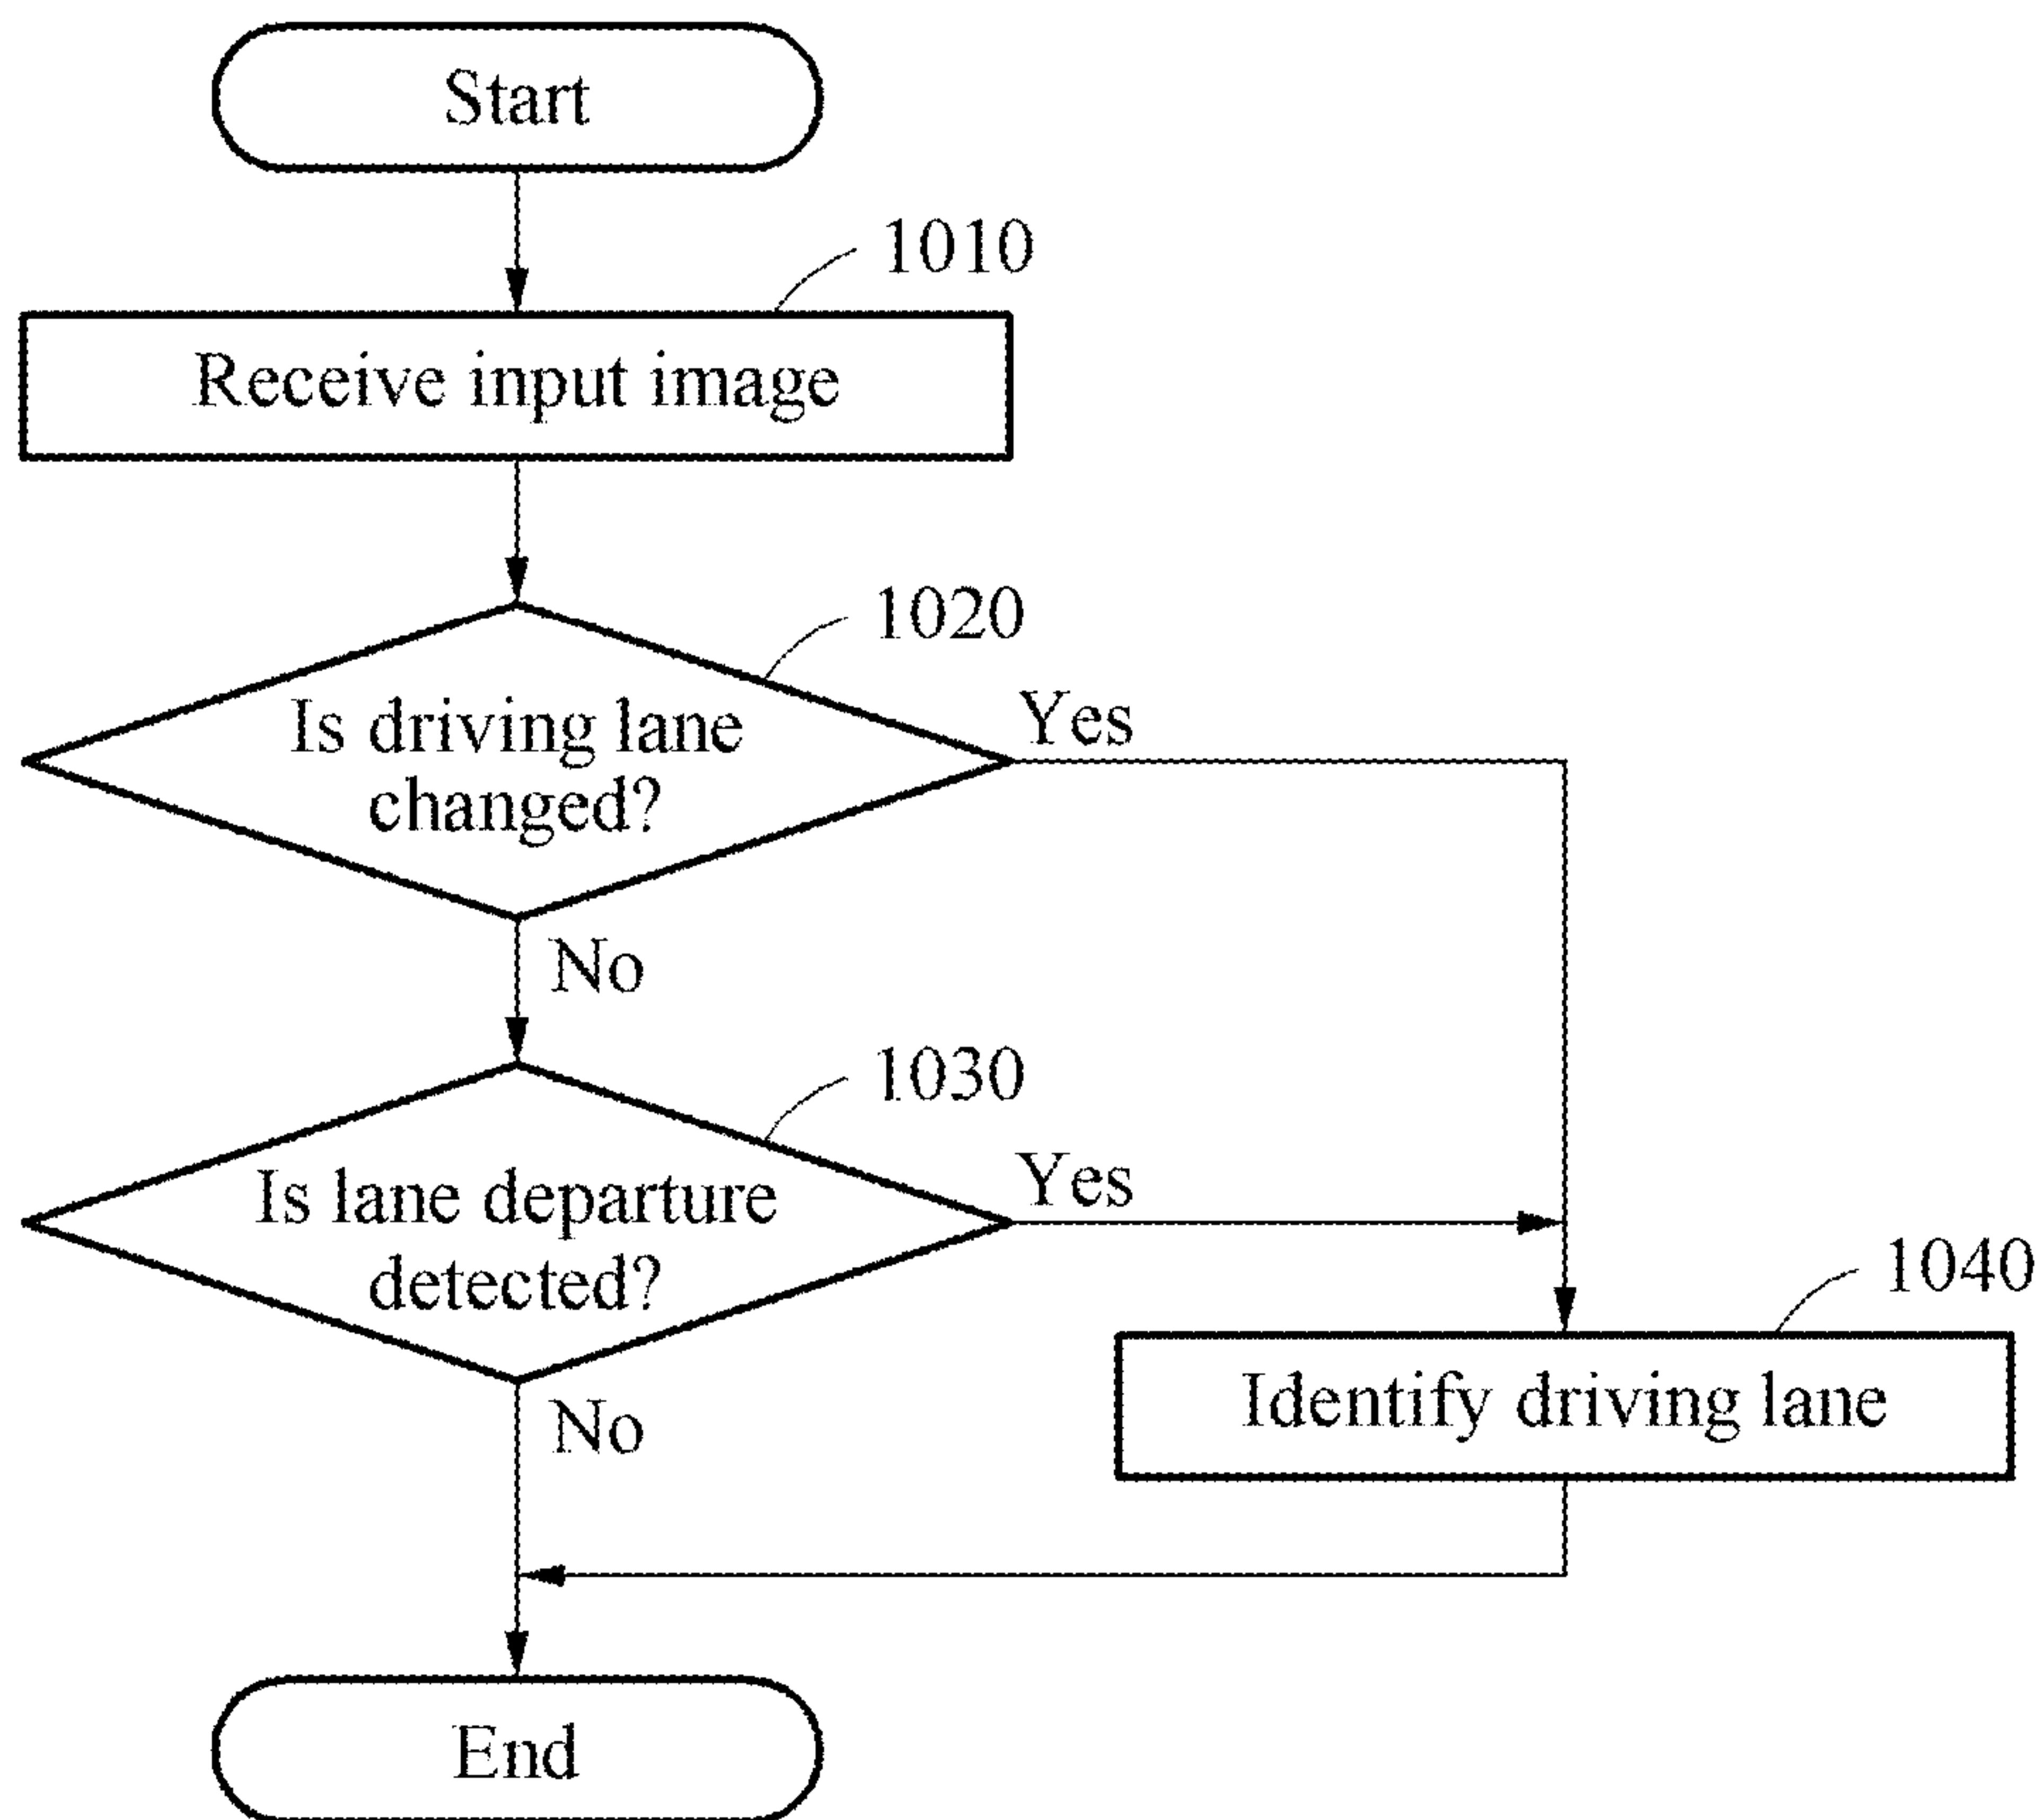 Start
1010
Receive input image
1020
Is driving lane
changed?
Yes
No
1030
Is lane departure
detected?
Yes
No
1040
Identify driving lane
End